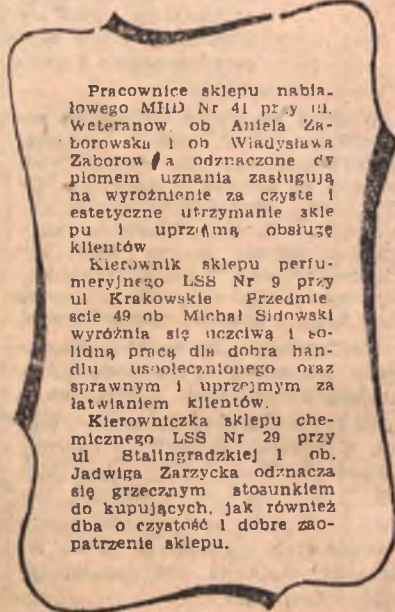 Pracownice sklepu nabia-
łowego MHD Nr 41 przy ul.
Weteranow, ob Aniela Za-
borowska i ob Władysława
Zaborow a odznaczone dy
plomem uznania zasługują
na wyróżnienie za czyste i
estetyczne utrzymanie skle
pu i uprzejmą obsługę
klientów
Kierownik sklepu perfu-
meryjnego LSS Nr 9 przy
ul Krakowskie Przedmie
scie 49 ob Michał Sidowski
wyróżnia się uczciwą i so-
lidną pracą dla dobra han-
dlu uspołecznionego oraz
sprawnym i uprzejmym za
łatwianiem klientów.
Kierowniczka sklepu che-
micznego LSS Nr 29 przy
ul Stalingradzkiej 1 ob.
Jadwiga Zarzycka odznacza
się grzecznym stosunkiem
do kupujących, jak również
dba o czystość i dobre zao-
patrzenie sklepu.